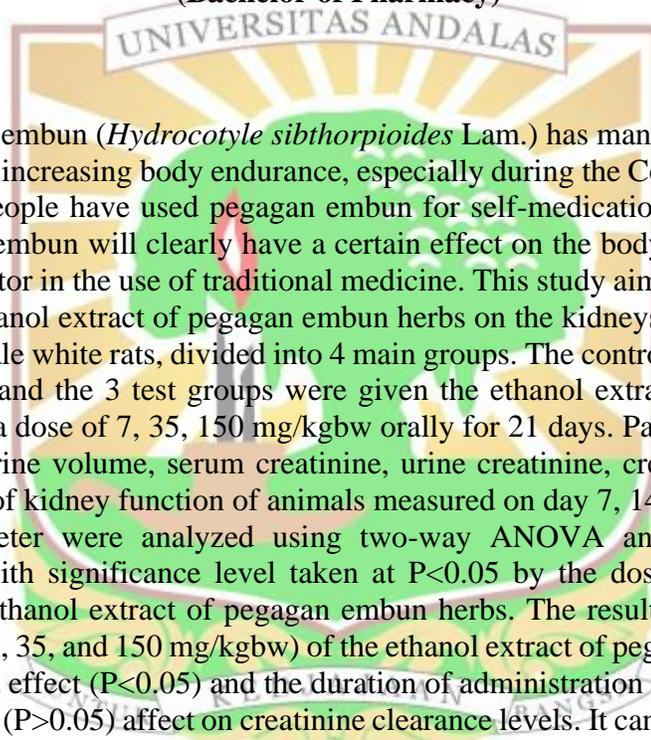 (Bachelor of Pharmacy)
UNIVERSITAS ANDALAS
embun (Hydrocotyle sibthorpioides Lam.) has man
increasing body endurance, especially during the C
eople have used pegagan embun for self-medicatio
embun will clearly have a certain effect on the body
tor in the use of traditional medicine. This study aim
anol extract of pegagan embun herbs on the kidneys
le white rats, divided into 4 main groups. The contro
and the 3 test groups were given the ethanol extra
a dose of 7, 35, 150 mg/kgbw orally for 21 days. Pa
rine volume, serum creatinine, urine creatinine, cre
of kidney function of animals measured on day 7, 14
eter were analyzed using two-way ANOVA an
ith significance level taken at P<0.05 by the dos
thanol extract of pegagan embun herbs. The result
, 35, and 150 mg/kgbw) of the ethanol extract of peg
effect (P<0.05) and the duration of administration
(P>0.05) affect on creatinine clearance levels. It can
KEDJAJAAN BANGS